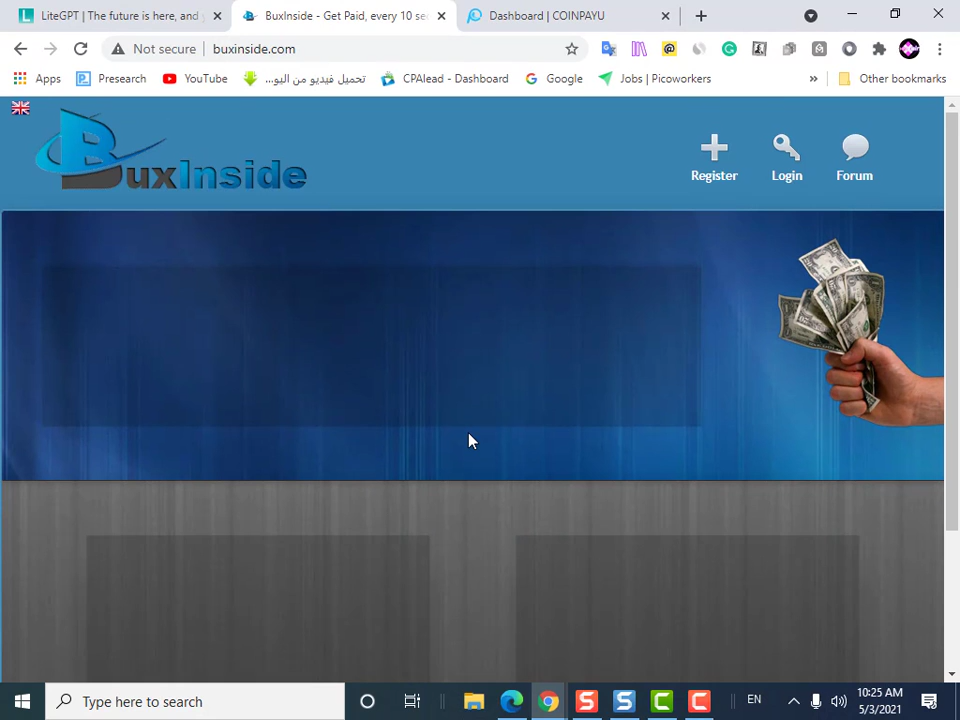 LiteGPT | The future is here, and y
BuxInside - Get Paid, every 10 sec
Dashboard | COINPAYU
Not secure
buxinside.com
Apps
Presearch
YouTube
تحميل فيديو من اليو...
CPAlead - Dashboard
Google
Jobs | Picoworkers
»
Other bookmarks
BuxInside
Register
Login
Forum
Type here to search
EN
10:25 AM
5/3/2021